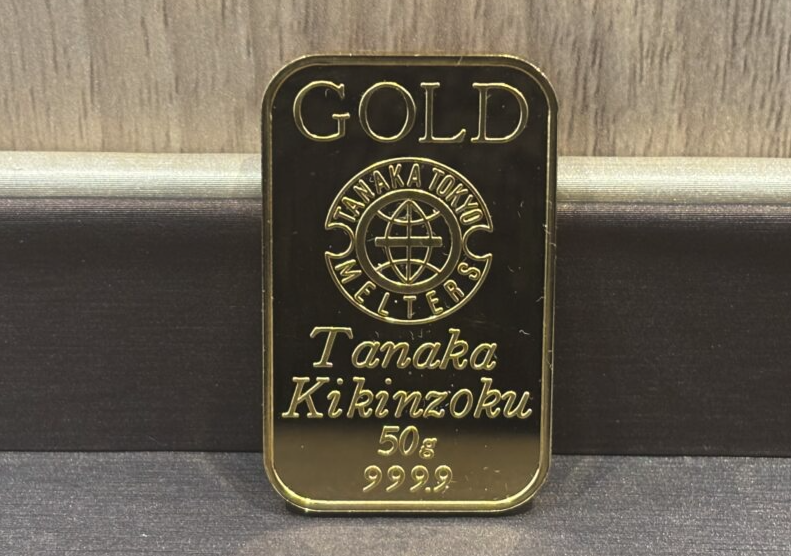 GOLD
TANAKA TOKYO
MELTERS
Tanaka
Kikinzoku
50g
999.9